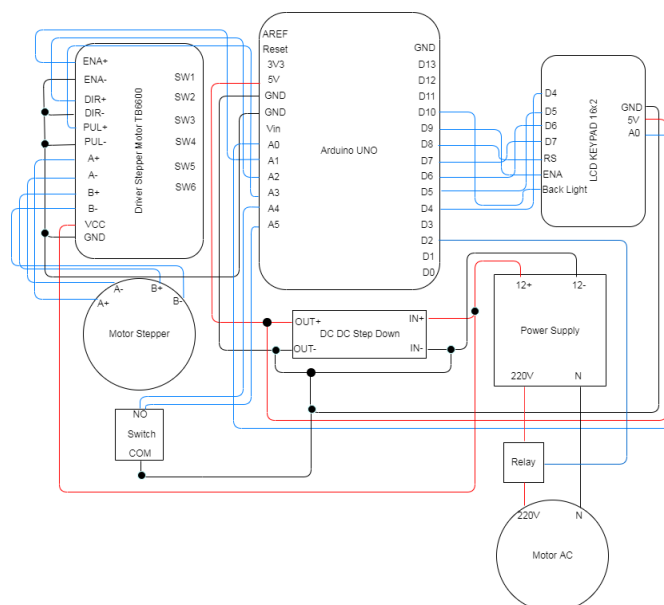 ENA+
ENA-
DIR+
DIR-
PUL+
PUL-
A+
A-
B+
B-
VCC
GND
Driver Stepper Motor TB6600
SW1
SW2
SW3
SW4
SW5
SW6
AREF
Reset
3V3
5V
GND
GND
Vin
A0
A1
A2
A3
A4
A5
Arduino UNO
GND
D13
D12
D11
D10
D9
D8
D7
D6
D5
D4
D3
D2
D1
D0
D4
D5
D6
D7
RS
ENA
Back Light
LCD KEYPAD 16x2
GND
5V
A0
A+
A-
B+
B-
Motor Stepper
OUT+
OUT-
DC DC Step Down
IN+
IN-
12+
12-
Power Supply
220V
N
NO
Switch
COM
Relay
220V
N
Motor AC